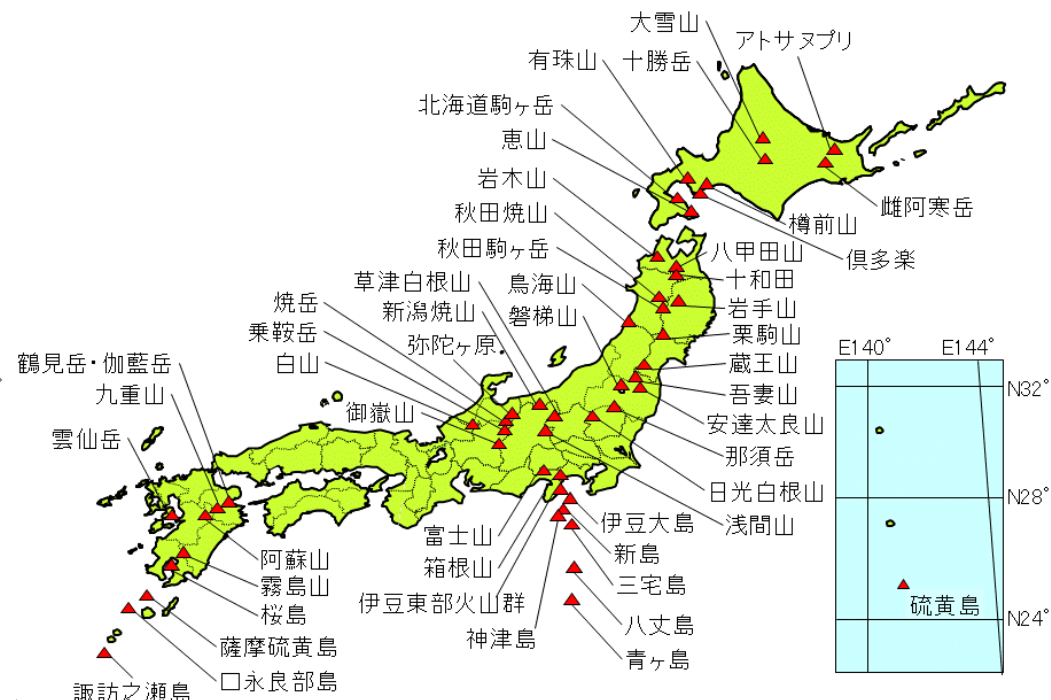 大雪山
アトサヌプリ
有珠山
十勝岳
北海道駒ヶ岳
恵山
岩木山
秋田焼山
秋田駒ヶ岳
雌阿寒岳
樽前山
倶多楽
八甲田山
十和田
岩手山
栗駒山
草津白根山
鳥海山
新潟焼山
磐梯山
焼岳
乗鞍岳
弥陀ヶ原
白山
鶴見岳・伽藍岳
九重山
御嶽山
雲仙岳
蔵王山
吾妻山
安達太良山
那須岳
日光白根山
浅間山
E140° E144°
N32°
N28°
N24°
硫黄島
富士山
箱根山
伊豆東部火山群
神津島
伊豆大島
新島
三宅島
八丈島
青ヶ島
阿蘇山
霧島山
桜島
薩摩硫黄島
口永良部島
諏訪之瀬島